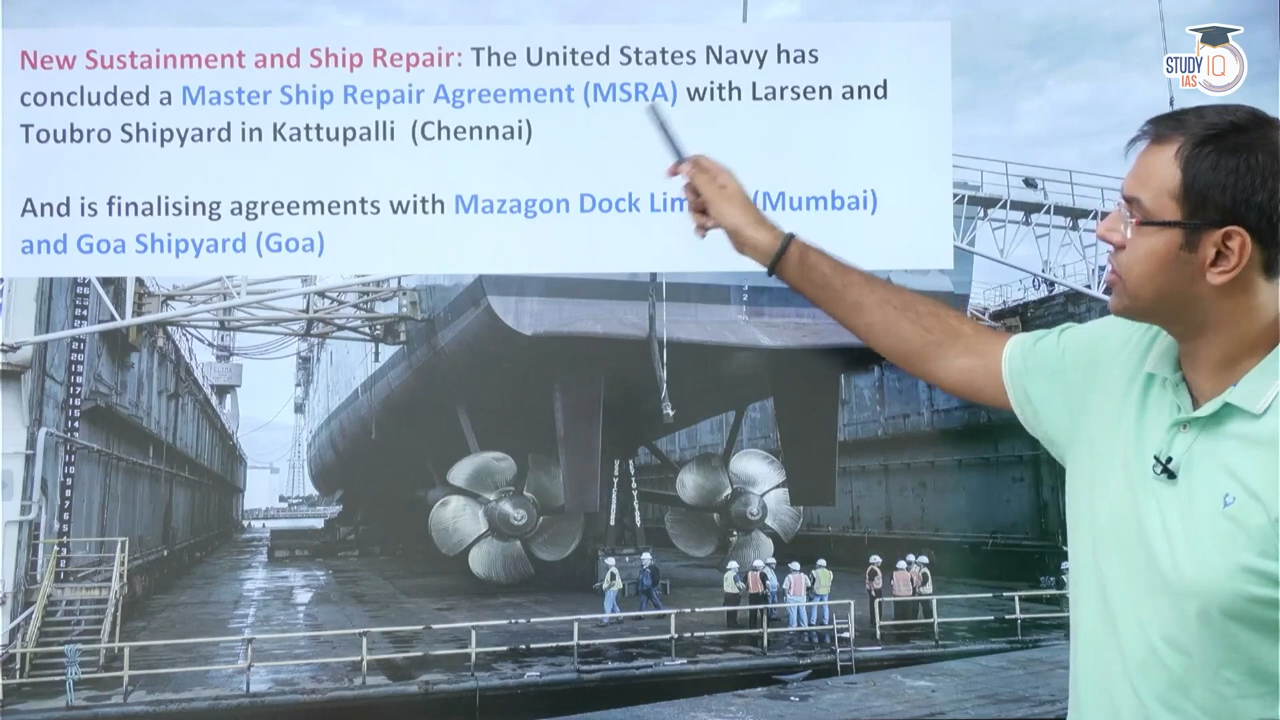 New Sustainment and Ship Repair: The United States Navy has
concluded a Master Ship Repair Agreement (MSRA) with Larsen and
Toubro Shipyard in Kattupalli (Chennai)
And is finalising agreements with Mazagon Dock (Mumbai)
and Goa Shipyard (Goa)
STUDY IQ
IAS